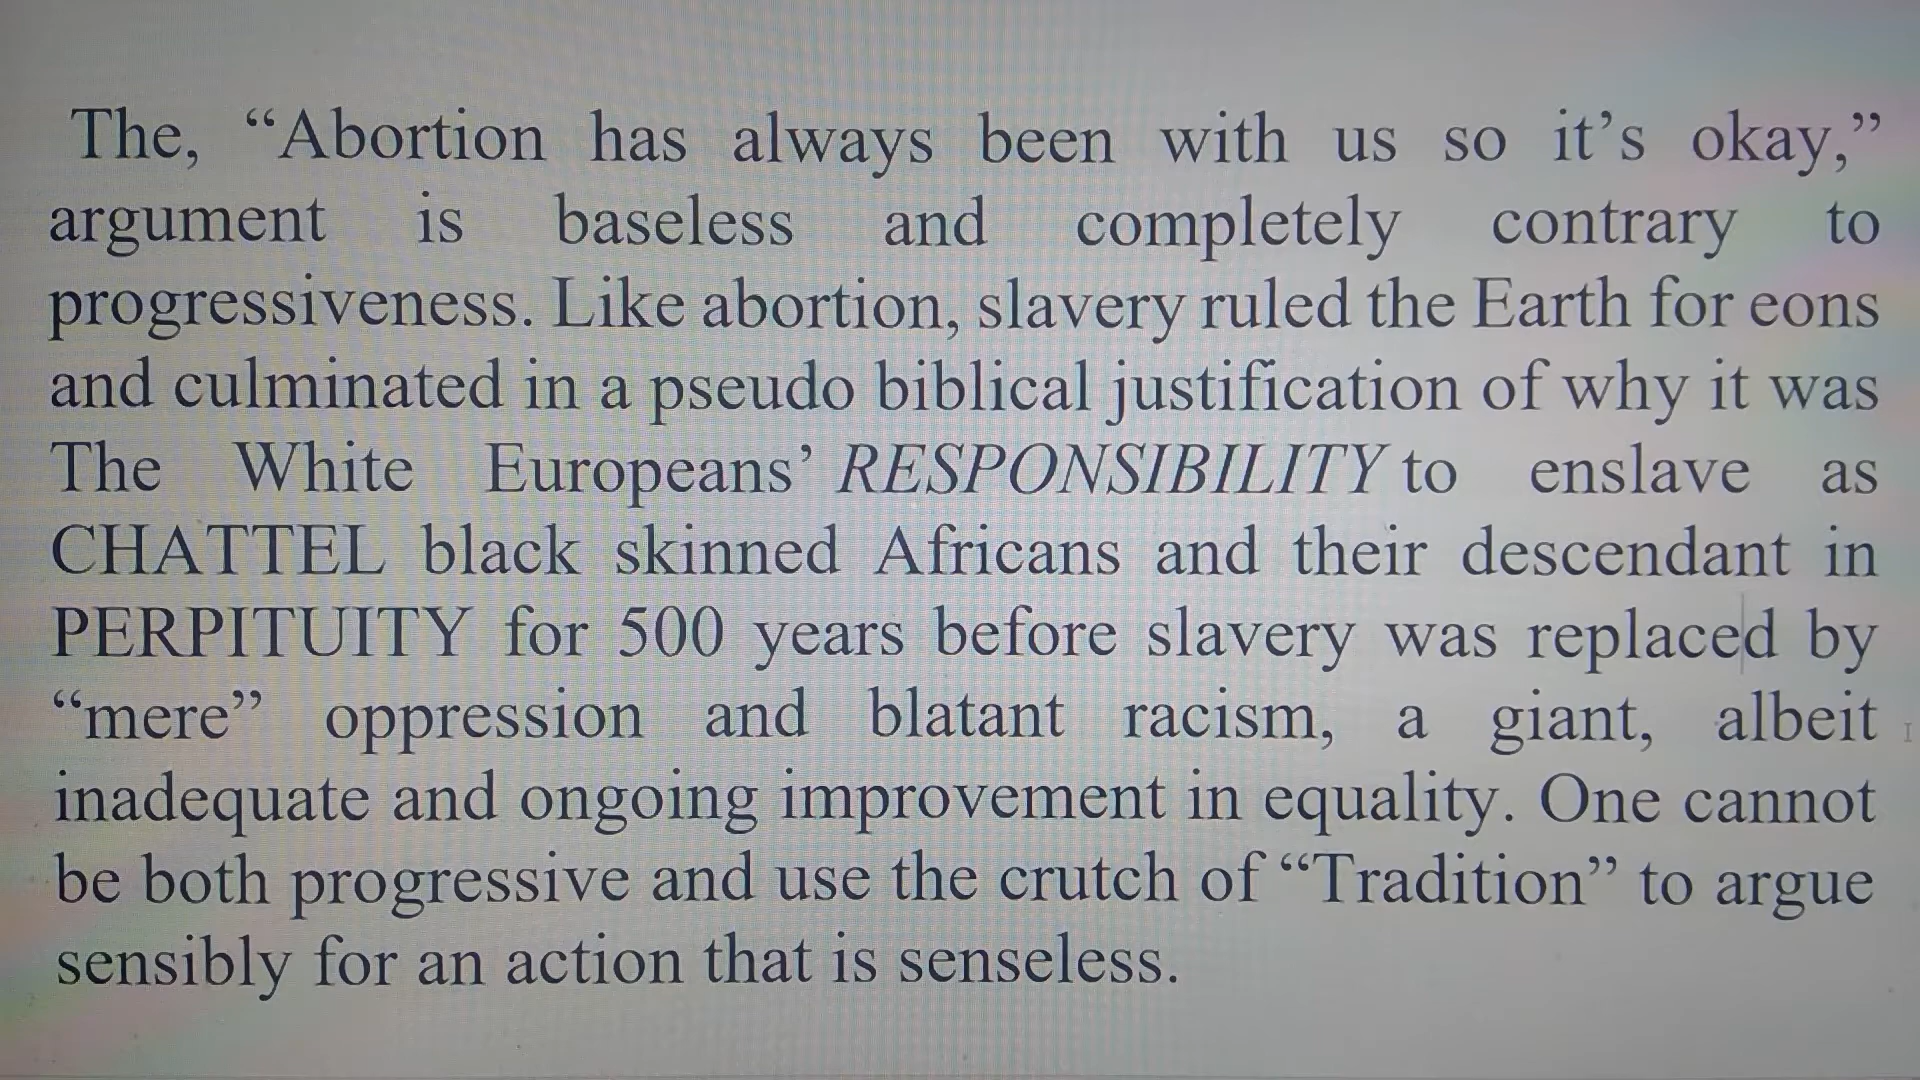 The, “Abortion has always been with us so it’s okay,”
argument is baseless and completely contrary to
progressiveness. Like abortion, slavery ruled the Earth for eons
and culminated in a pseudo biblical justification of why it was
The White Europeans’ RESPONSIBILITY to enslave as
CHATTEL black skinned Africans and their descendant in
PERPITUITY for 500 years before slavery was replaced by
“mere” oppression and blatant racism, a giant, albeit
inadequate and ongoing improvement in equality. One cannot
be both progressive and use the crutch of “Tradition” to argue
sensibly for an action that is senseless.